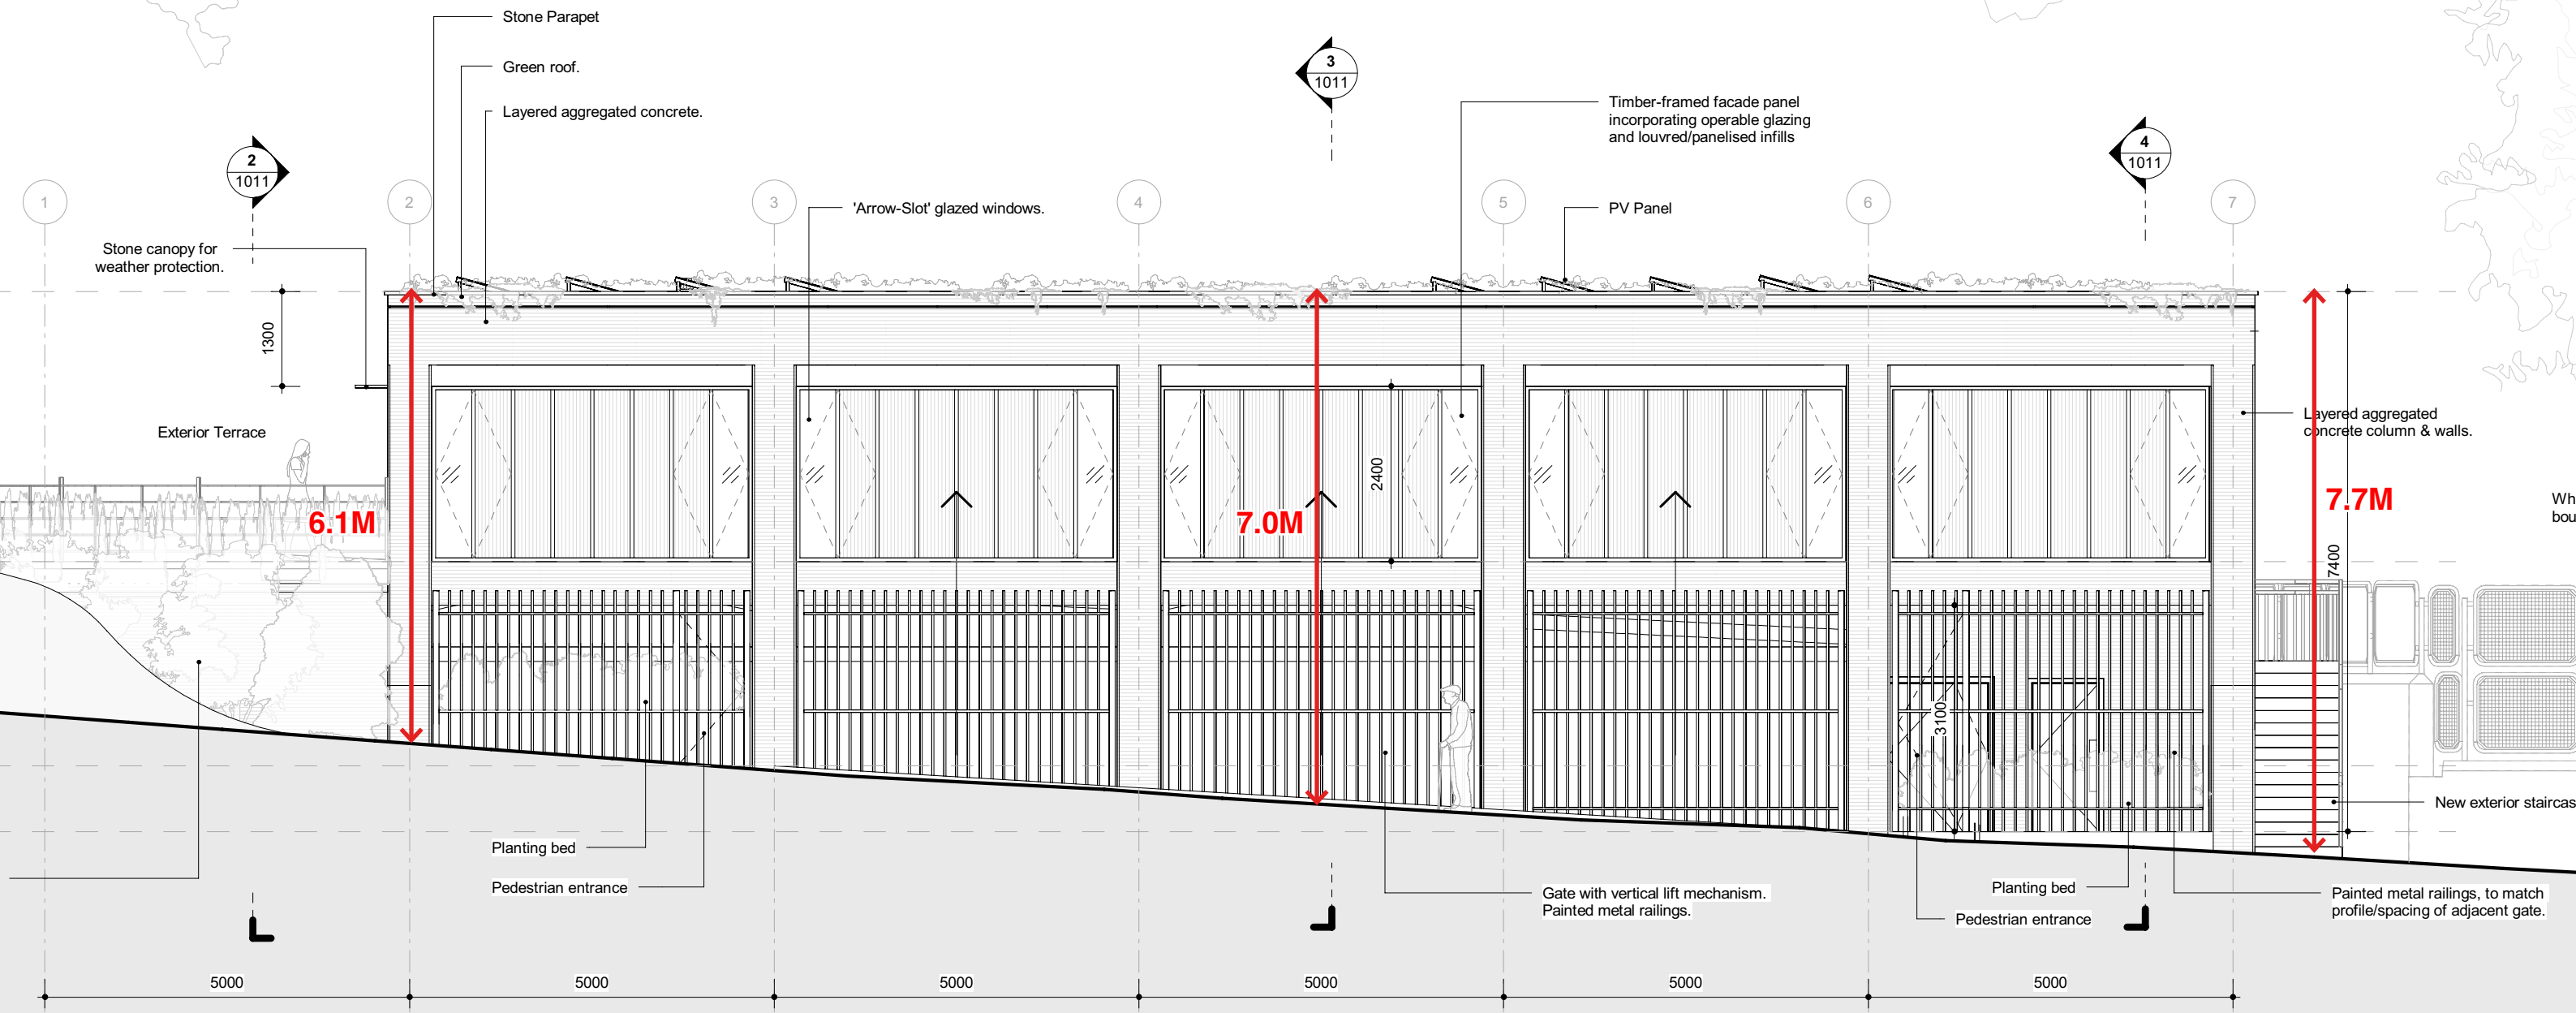 Stone Parapet
Green roof.
Layered aggregated concrete.
3
1011
Timber-framed facade panel
incorporating operable glazing
and louvred/panelised infills
2
1011
4
1011
1
2
3
4
5
6
7
'Arrow-Slot' glazed windows.
PV Panel
Stone canopy for
weather protection.
1300
Exterior Terrace
Layered aggregated
concrete column & walls.
2400
6.1M
7.0M
7.7M
7400
Wh
bou
3100
New exterior staircas
Planting bed
Pedestrian entrance
Gate with vertical lift mechanism.
Painted metal railings.
Planting bed
Pedestrian entrance
Painted metal railings, to match
profile/spacing of adjacent gate.
5000
5000
5000
5000
5000
5000